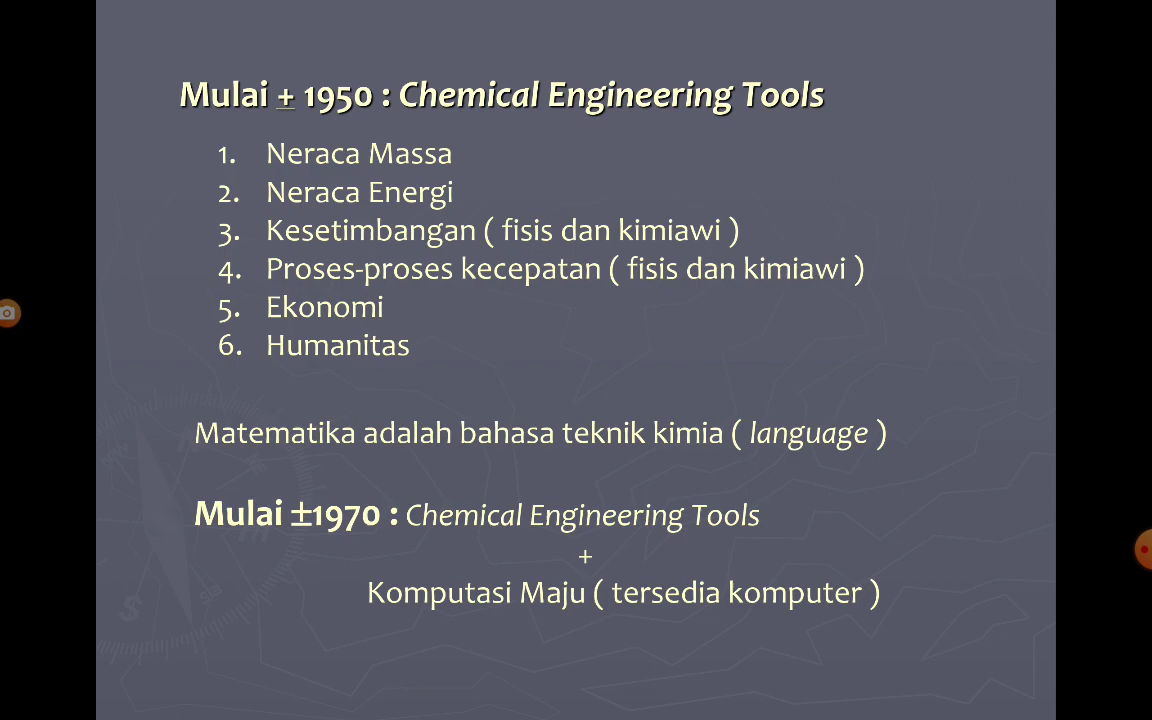 Mulai + 1950 : Chemical Engineering Tools
1. Neraca Massa
2. Neraca Energi
3. Kesetimbangan ( fisis dan kimiawi )
4. Proses-proses kecepatan ( fisis dan kimiawi )
5. Ekonomi
6. Humanitas
Matematika adalah bahasa teknik kimia ( language )
Mulai ±1970 : Chemical Engineering Tools
+
Komputasi Maju ( tersedia komputer )